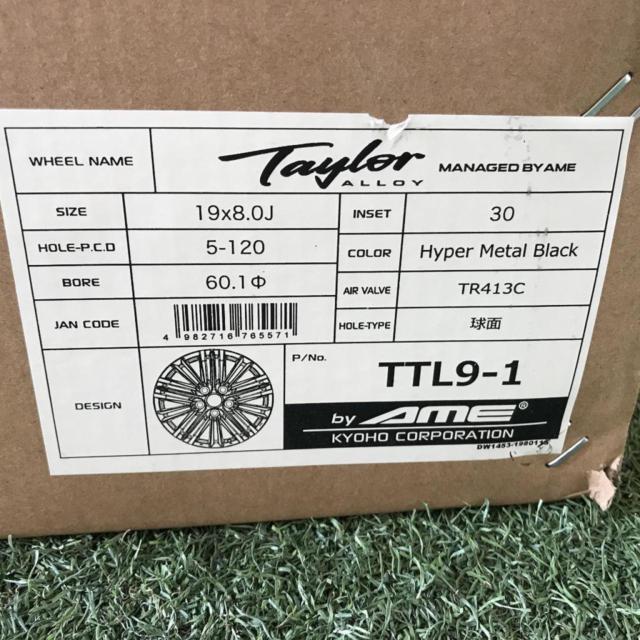 WHEEL NAME Taylor ALLOY MANAGED BY AME
SIZE 19x8.0J INSET 30
HOLE-P.C.D 5-120 COLOR Hyper Metal Black
BORE 60.1Φ AIR VALVE TR413C
JAN CODE 4 982716 765571 HOLE-TYPE 球面
DESIGN P/No. TTL9-1
by AME®
KYOHO CORPORATION